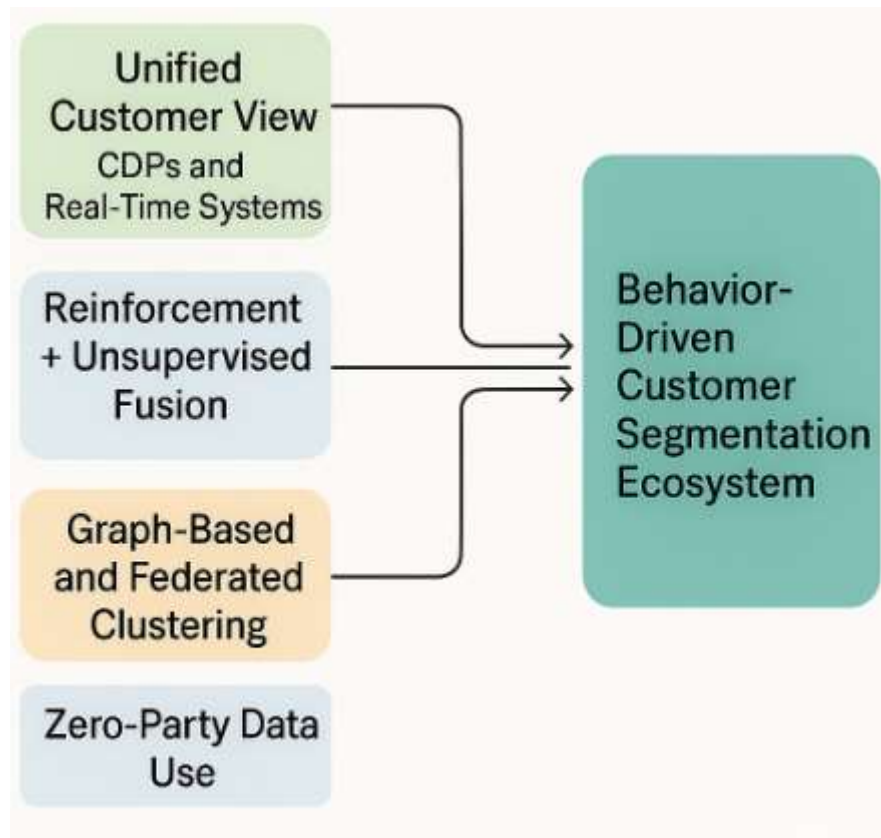 Unified
Customer View
CDPs and
Real-Time Systems
Reinforcement
+ Unsupervised
Fusion
Graph-Based
and Federated
Clustering
Zero-Party Data
Use
Behavior-
Driven
Customer
Segmentation
Ecosystem